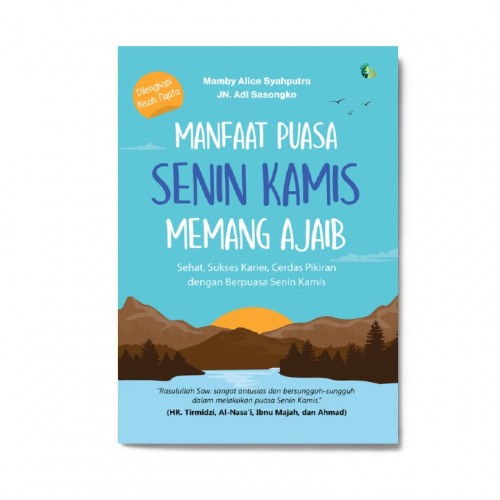 Mamby Alice Syahputra
JN. Adi Sasongko
Dilengkapi
Kisah Nyata
MANFAAT PUASA
SENIN KAMIS
MEMANG AJAIB
Sehat, Sukses Karier, Cerdas Pikiran
dengan Berpuasa Senin Kamis
"Rasulullah Saw. sangat antusias dan bersungguh-sungguh
dalam melakukan puasa Senin Kamis."
(HR. Tirmidzi, Al-Nasa'i, Ibnu Majah, dan Ahmad)